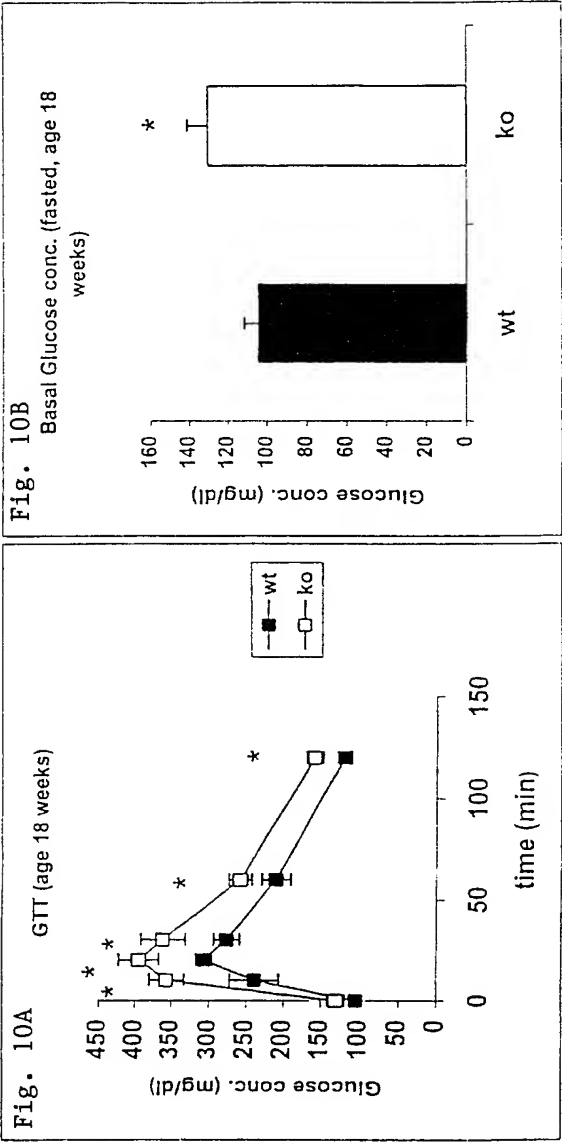 Fig. 10A
GTT (age 18 weeks)
Glucose conc. (mg/dl)
450
400
350
300
250
200
150
100
50
0
*
*
*
*
*
0
50
100
150
time (min)
wt
ko
Fig. 10B
Basal Glucose conc. (fasted, age 18
weeks)
Glucose conc. (mg/dl)
160
140
120
100
80
60
40
20
0
*
wt
ko